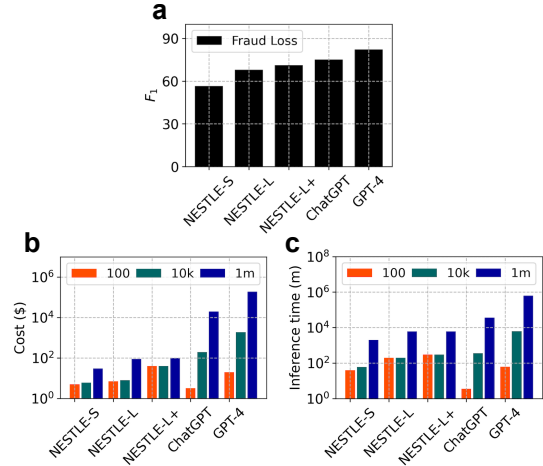 a
Fraud Loss
F1
90
60
30
0
NESTLE-S
NESTLE-L
NESTLE-L+
ChatGPT
GPT-4
b
100 10k 1m
Cost ($)
10^6
10^4
10^2
10^0
NESTLE-S
NESTLE-L
NESTLE-L+
ChatGPT
GPT-4
c
100 10k 1m
Inference time (m)
10^8
10^6
10^4
10^2
10^0
NESTLE-S
NESTLE-L
NESTLE-L+
ChatGPT
GPT-4